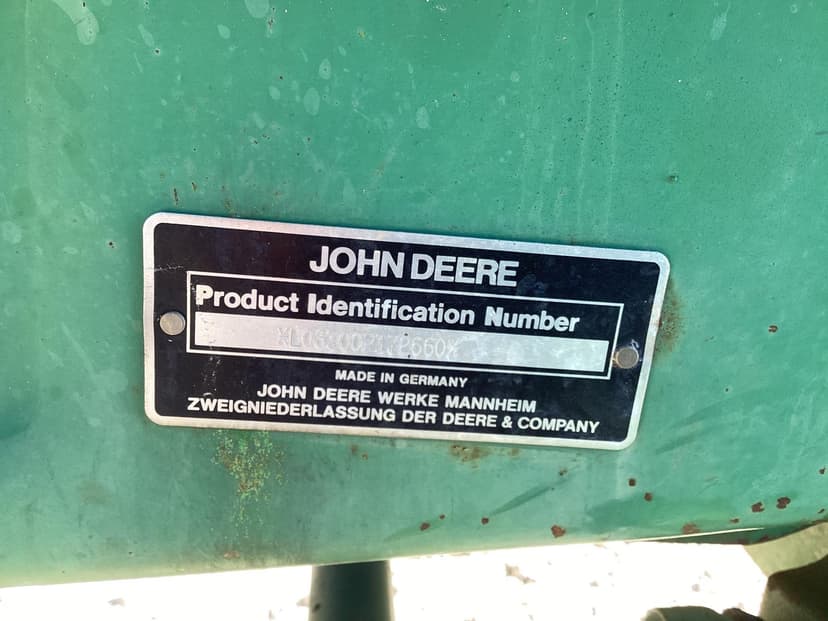 JOHN DEERE
Product Identification Number
MADE IN GERMANY
JOHN DEERE WERKE MANNHEIM
ZWEIGNIEDERLASSUNG DER DEERE & COMPANY